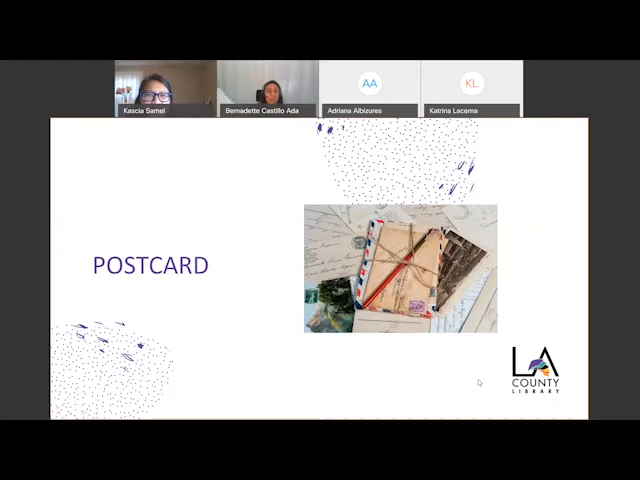 AA
KL
Kascia Samel
Bernadette Castillo Ada
Adriana Albizures
Katrina Lacerna
POSTCARD
LA
COUNTY
LIBRARY